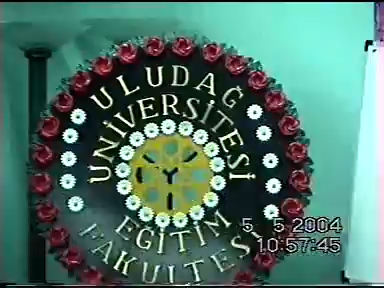 ULUDAĞ
ÜNİVERSİTESİ
EĞİTİM
FAKÜLTESİ
5 5 2004
10:57:45